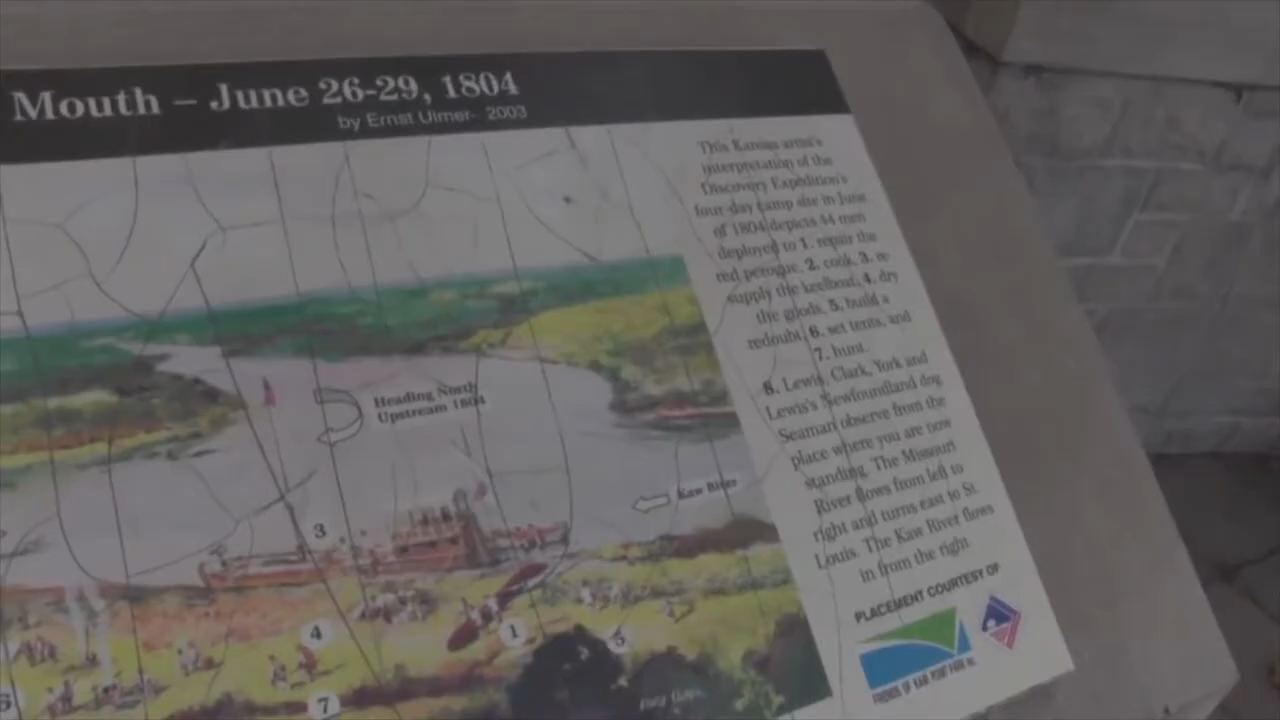 Mouth – June 26-29, 1804
by Ernst Ulmer- 2003
This Kansas artist's
interpretation of the
Discovery Expedition's
four-day camp site in June
of 1804 depicts 44 men
deployed to 1. repair the
red perogue, 2. cook, 3. re-
supply the keelboat, 4. dry
the goods, 5. build a
redoubt, 6. set tents, and
7. hunt.
8. Lewis, Clark, York and
Lewis's Newfoundland dog
Seaman observe from the
place where you are now
standing. The Missouri
River flows from left to
right and turns east to St.
Louis. The Kaw River flows
in from the right.
Heading North
Upstream 1804
Kaw River
3
4
1
5
6
7
PLACEMENT COURTESY OF
FRIENDS OF KAW POINT PARK